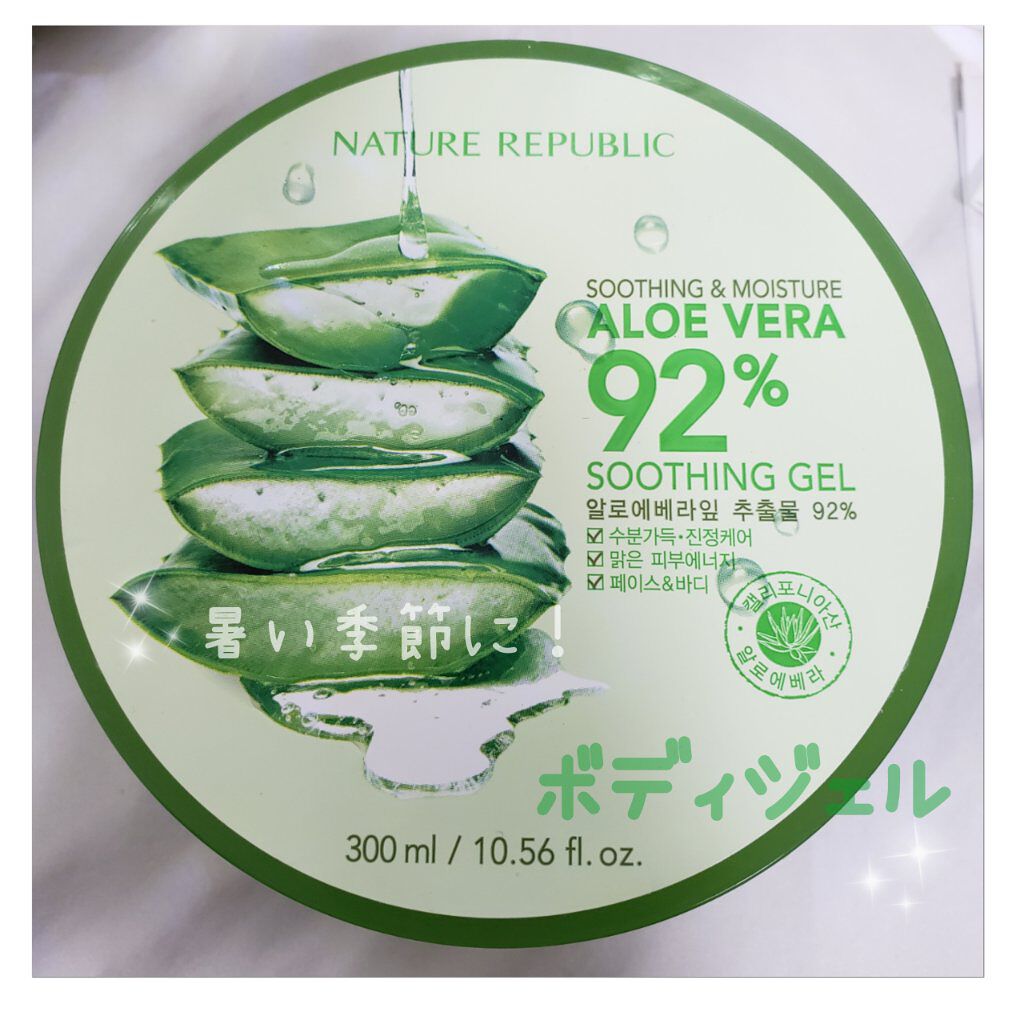 NATURE REPUBLIC
SOOTHING & MOISTURE
ALOE VERA
92%
SOOTHING GEL
알로에베라잎 추출물 92%
수분가득·진정케어
맑은 피부에너지
페이스&바디
캘리포니아산
알로에베라
暑い季節に!
ボディジェル
300 ml / 10.56 fl. oz.